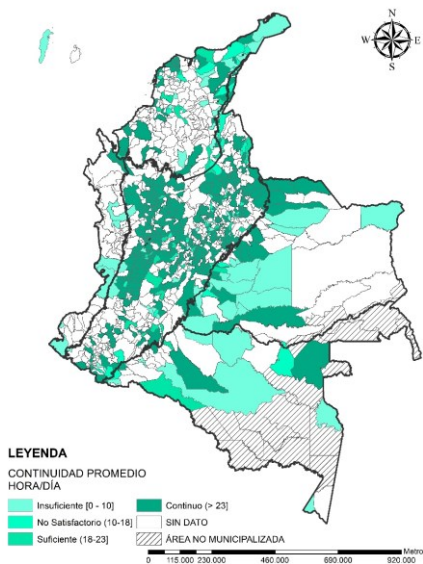 N
W E
S
LEYENDA
CONTINUIDAD PROMEDIO
HORA/DÍA
Insuficiente [0 - 10] Continuo (> 23)
No Satisfactorio (10-18] SIN DATO
Suficiente (18-23] ÁREA NO MUNICIPALIZADA
Metro
0 115.000 230.000 460.000 690.000 920.000